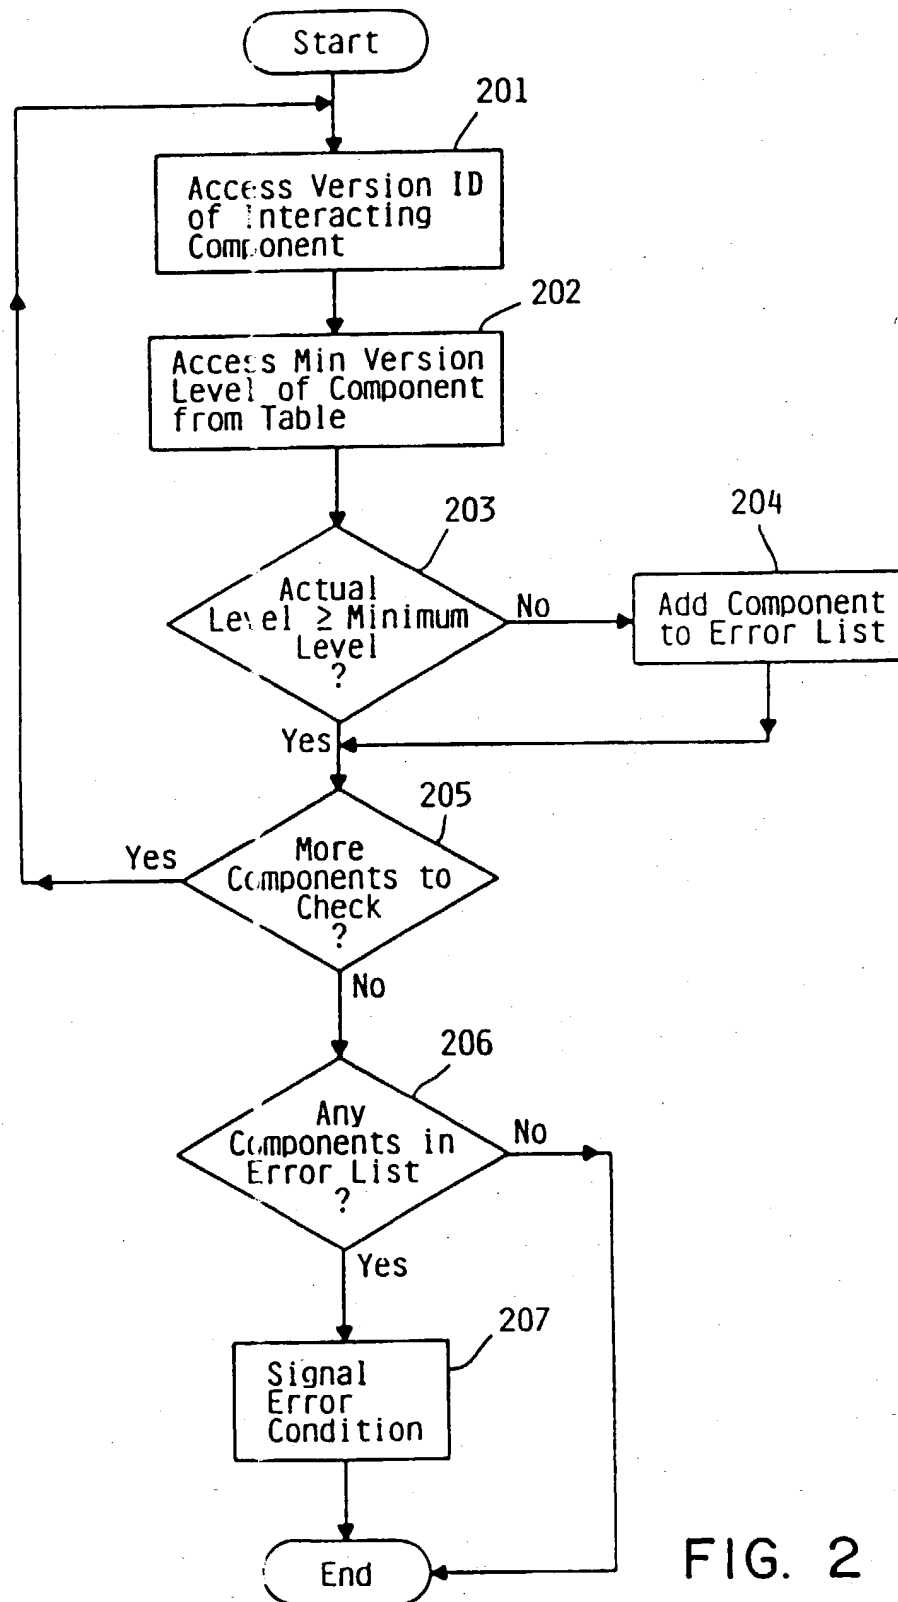 Start
201
Access Version ID
of Interacting
Component
202
Access Min Version
Level of Component
from Table
203
Actual
Level ≥ Minimum
Level
?
No
204
Add Component
to Error List
Yes
205
More
Components to
Check
?
Yes
No
206
Any
Components in
Error List
?
No
Yes
207
Signal
Error
Condition
End
FIG. 2